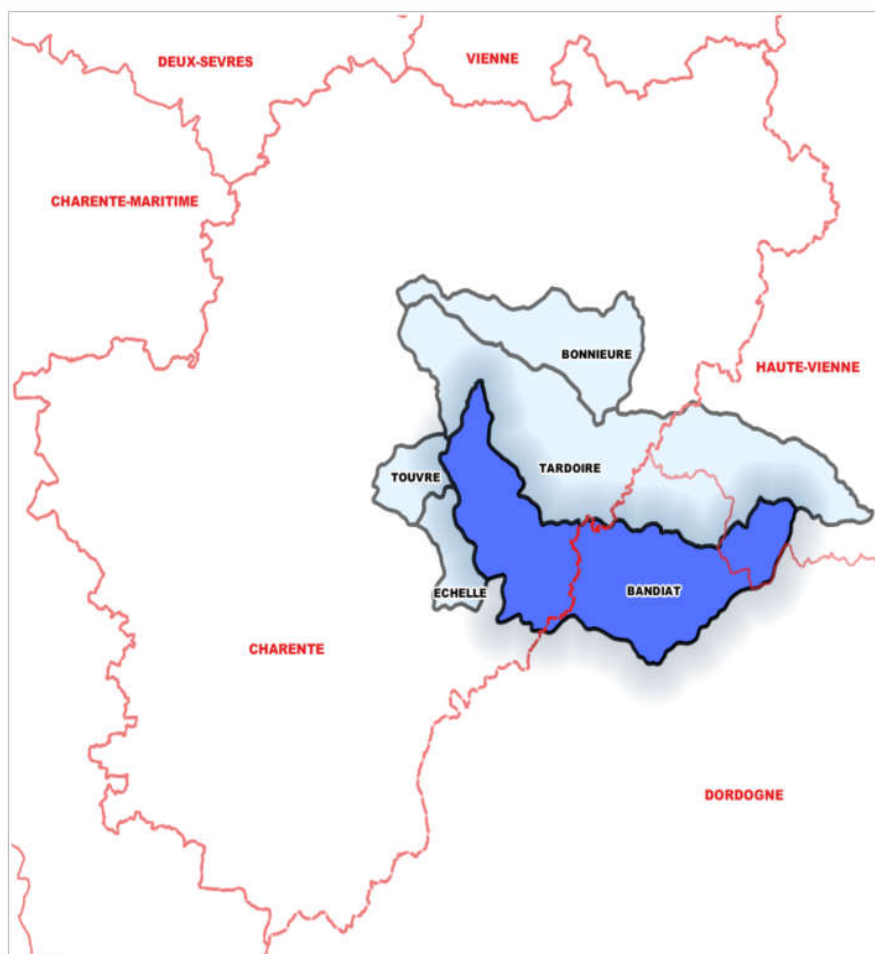 DEUX-SEVRES
VIENNE
CHARENTE-MARITIME
BONNIEURE
HAUTE-VIENNE
TARDOIRE
TOUVRE
ECHELLE
BANDIAT
CHARENTE
DORDOGNE